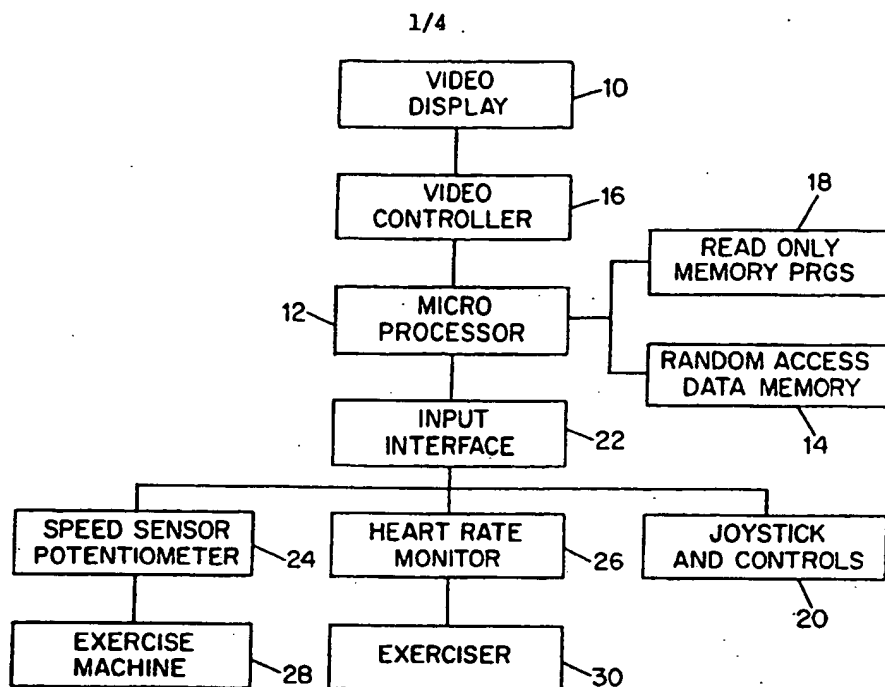 1/4
VIDEO
DISPLAY
10
VIDEO
CONTROLLER
16
18
READ ONLY
MEMORY PRGS
12
MICRO
PROCESSOR
RANDOM ACCESS
DATA MEMORY
14
INPUT
INTERFACE
22
SPEED SENSOR
POTENTIOMETER
24
HEART RATE
MONITOR
26
JOYSTICK
AND CONTROLS
20
EXERCISE
MACHINE
28
EXERCISER
30